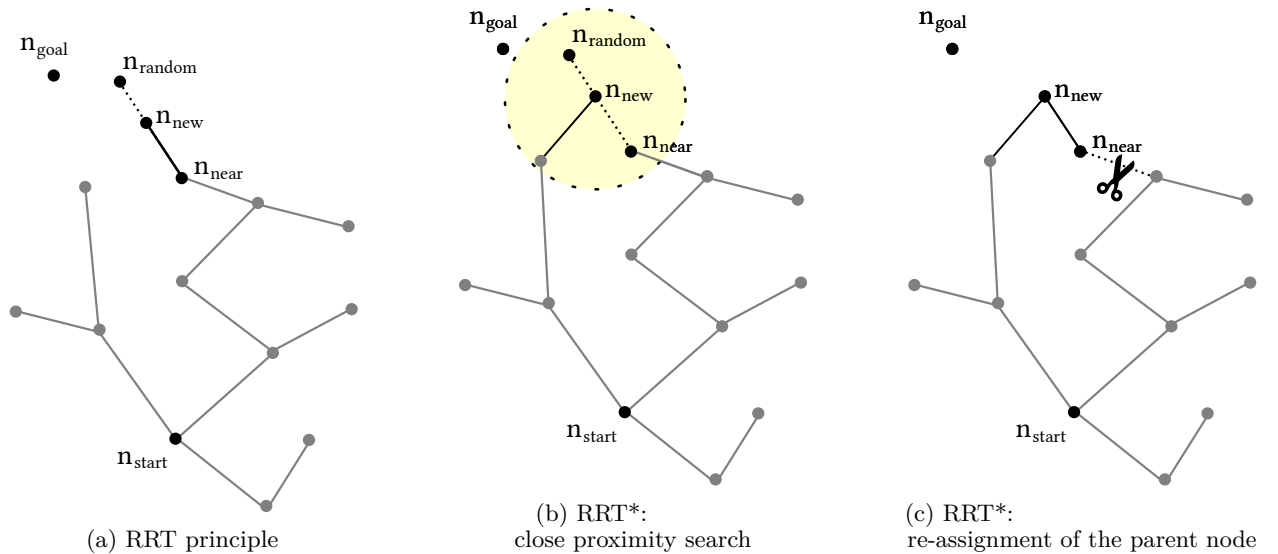 n_goal
n_random
n_new
n_near
n_start
(a) RRT principle
n_goal
n_random
n_new
n_near
n_start
(b) RRT*:
close proximity search
n_goal
n_new
n_near
n_start
(c) RRT*:
re-assignment of the parent node